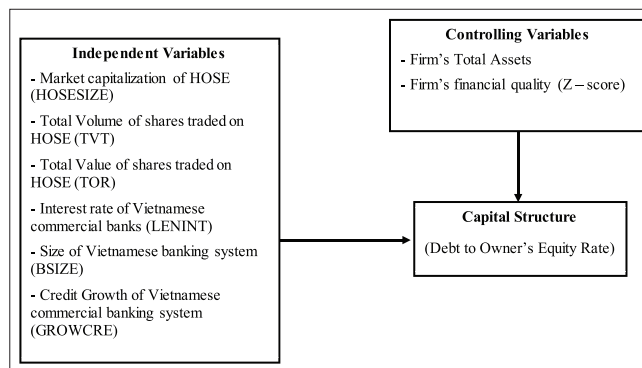 Independent Variables
- Market capitalization of HOSE
(HOSESIZE)
- Total Volume of shares traded on
HOSE (TVT)
- Total Value of shares traded on
HOSE (TOR)
- Interest rate of Vietnamese
commercial banks (LENINT)
- Size of Vietnamese banking system
(BSIZE)
- Credit Growth of Vietnamese
commercial banking system
(GROWCRE)
Controlling Variables
- Firm's Total Assets
- Firm's financial quality (Z–score)
Capital Structure
(Debt to Owner's Equity Rate)